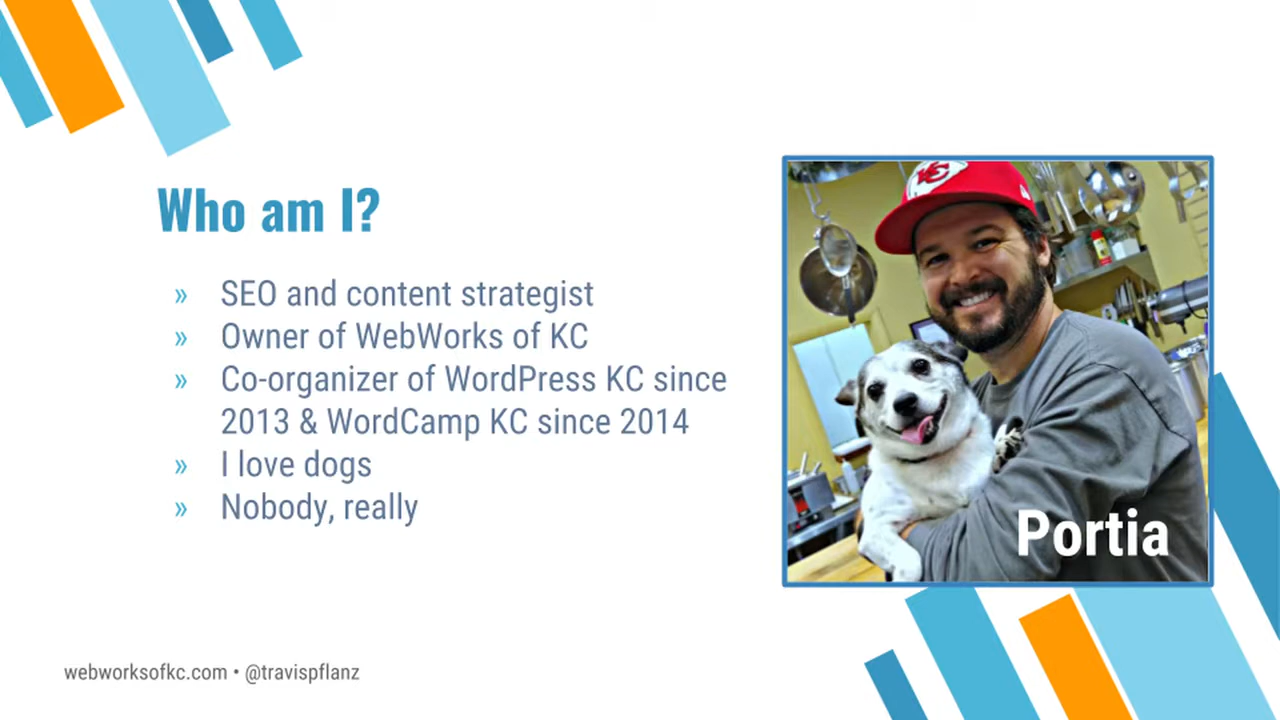 Who am I?
» SEO and content strategist
» Owner of WebWorks of KC
» Co-organizer of WordPress KC since
2013 & WordCamp KC since 2014
» I love dogs
» Nobody, really
KC
Portia
webworksofkc.com • @travispflanz